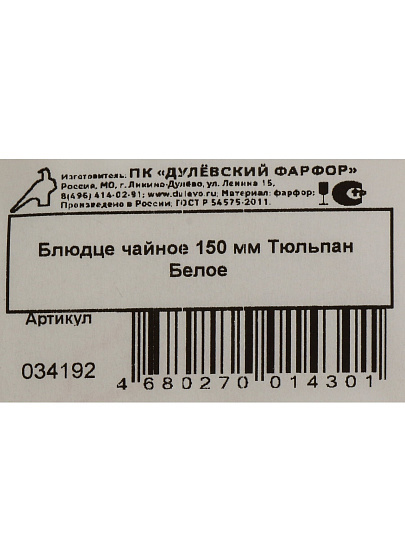 Изготовитель: ПК «ДУЛЁВСКИЙ ФАРФОР»
Россия, МО, г. Ликино-Дулёво, ул. Ленина 15,
8(496) 414-02-91; www.dulevo.ru; Материал: фарфор;
Произведено в России; ГОСТ Р 54575-2011.
Блюдце чайное 150 мм Тюльпан
Белое
Артикул
034192
4 680270 014301